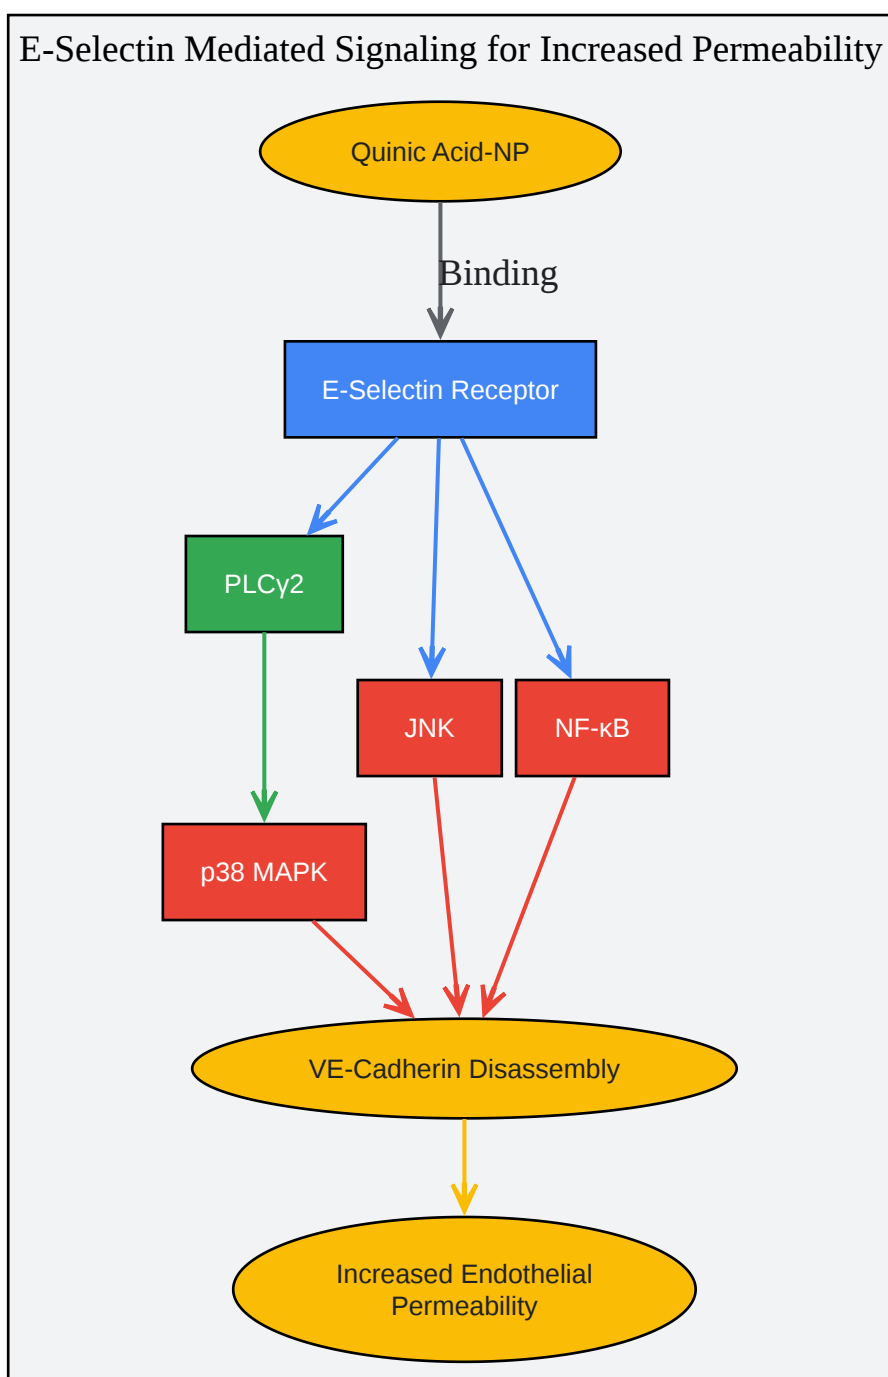 E-Selectin Mediated Signaling for Increased Permeability
Quinic Acid-NP
Binding
E-Selectin Receptor
PLCγ2
JNK
NF-κB
p38 MAPK
VE-Cadherin Disassembly
Increased Endothelial
Permeability